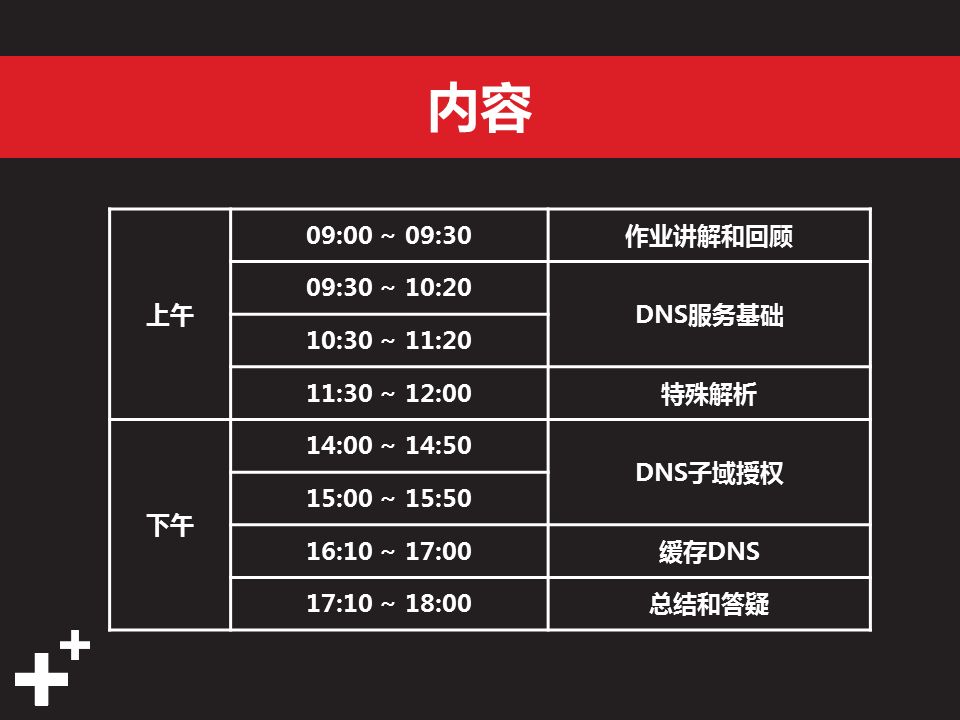 内容
上午
09:00 ~ 09:30
作业讲解和回顾
09:30 ~ 10:20
DNS服务基础
10:30 ~ 11:20
11:30 ~ 12:00
特殊解析
下午
14:00 ~ 14:50
DNS子域授权
15:00 ~ 15:50
16:10 ~ 17:00
缓存DNS
17:10 ~ 18:00
总结和答疑